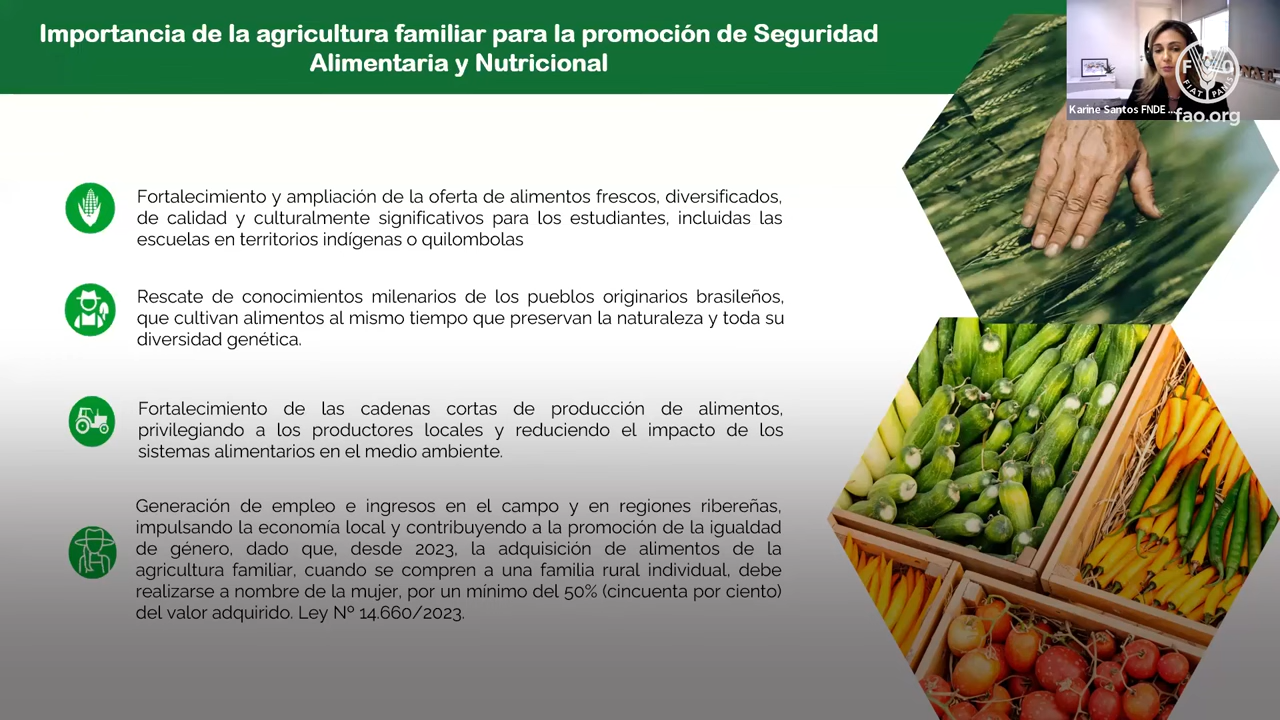 Importancia de la agricultura familiar para la promoción de Seguridad
Alimentaria y Nutricional
Karine Santos FNDE ...
FAO
FIAT PANIS
fao.org
Fortalecimiento y ampliación de la oferta de alimentos frescos, diversificados,
de calidad y culturalmente significativos para los estudiantes, incluidas las
escuelas en territorios indígenas o quilombolas
Rescate de conocimientos milenarios de los pueblos originarios brasileños,
que cultivan alimentos al mismo tiempo que preservan la naturaleza y toda su
diversidad genética.
Fortalecimiento de las cadenas cortas de producción de alimentos,
privilegiando a los productores locales y reduciendo el impacto de los
sistemas alimentarios en el medio ambiente.
Generación de empleo e ingresos en el campo y en regiones ribereñas,
impulsando la economía local y contribuyendo a la promoción de la igualdad
de género, dado que, desde 2023, la adquisición de alimentos de la
agricultura familiar, cuando se compren a una familia rural individual, debe
realizarse a nombre de la mujer, por un mínimo del 50% (cincuenta por ciento)
del valor adquirido. Ley Nº 14.660/2023.